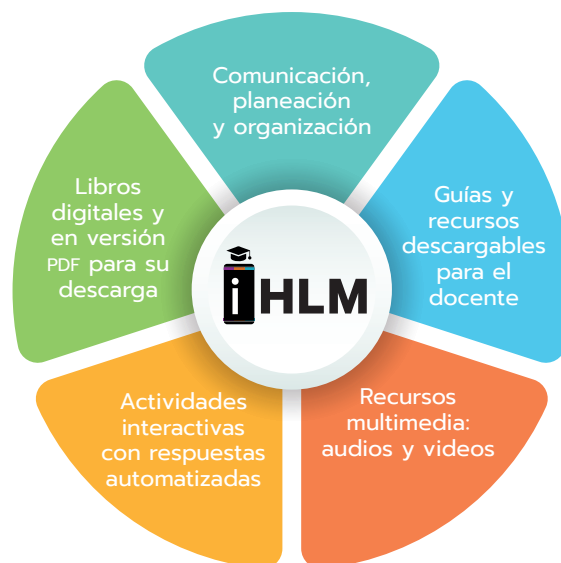 Comunicación,
planeación
y organización
Guías y
recursos
descargables
para el
docente
Recursos
multimedia:
audios y videos
Actividades
interactivas
con respuestas
automatizadas
Libros
digitales y
en versión
PDF para su
descarga
i HLM